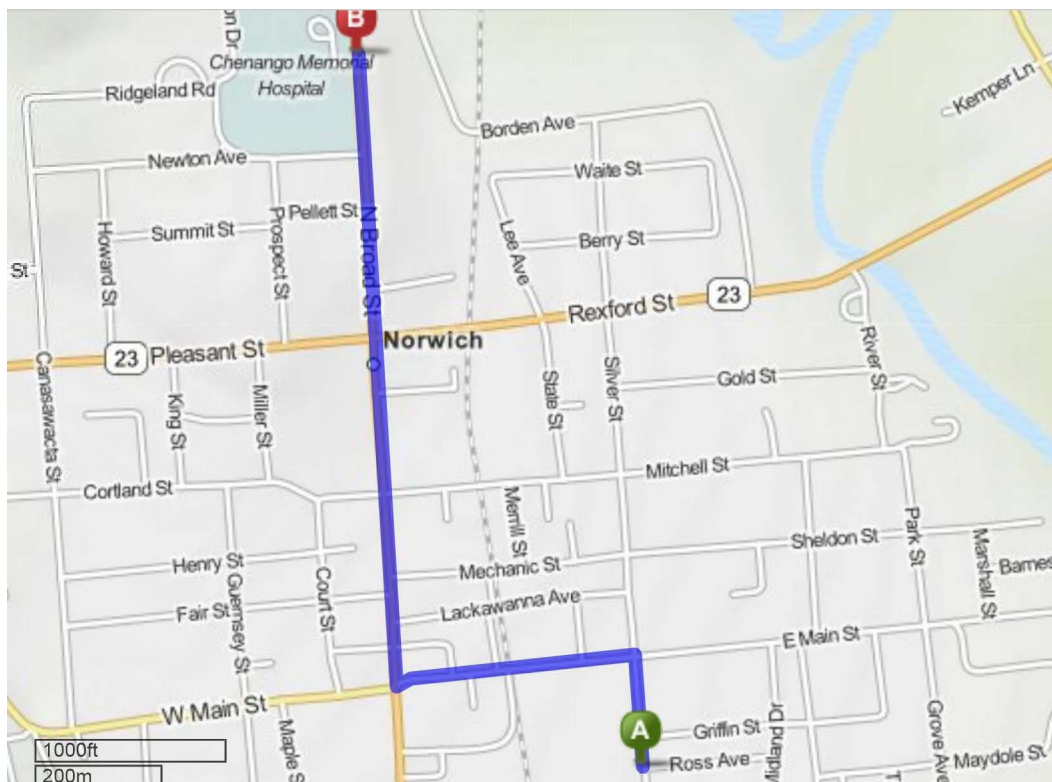 B
on Dr
Chenango Memorial
Hospital
Ridgeland Rd
Kemper Ln
Borden Ave
Newton Ave
Waite St
Pellett St
Summit St
Howard St
Prospect St
N Broad St
Lee Ave
Berry St
St
23
Rexford St
Norwich
23
Pleasant St
River St
Canasawacta St
King St
Miller St
State St
Silver St
Gold St
Mitchell St
Cortland St
Merrill St
Park St
Sheldon St
Marshall St
Barnes
Henry St
Mechanic St
Guernsey St
Court St
Fair St
Lackawanna Ave
E Main St
W Main St
Maple S
A
Griffin St
Midland Dr
Grove Ave
Ross Ave
Maydole St
T
1000ft
200m